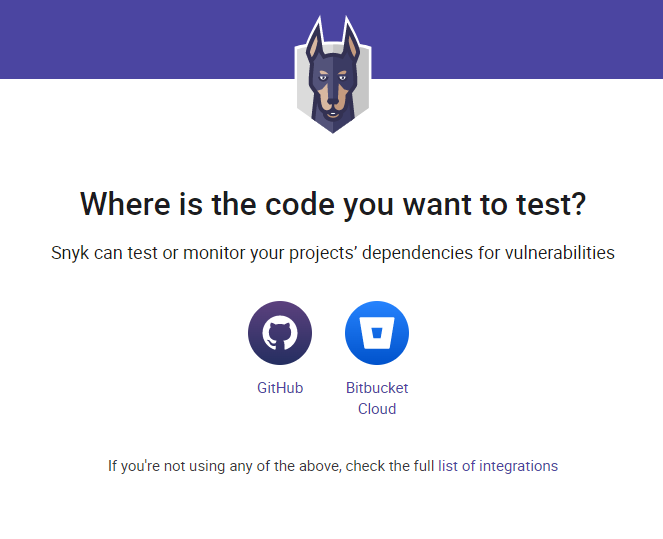 Where is the code you want to test?
Snyk can test or monitor your projects’ dependencies for vulnerabilities
GitHub
Bitbucket
Cloud
If you're not using any of the above, check the full list of integrations